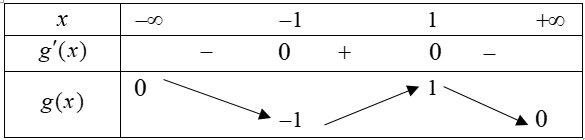 x –∞ –1 1 +∞
g′(x) – 0 + 0 –
0 1
g(x)
–1 0